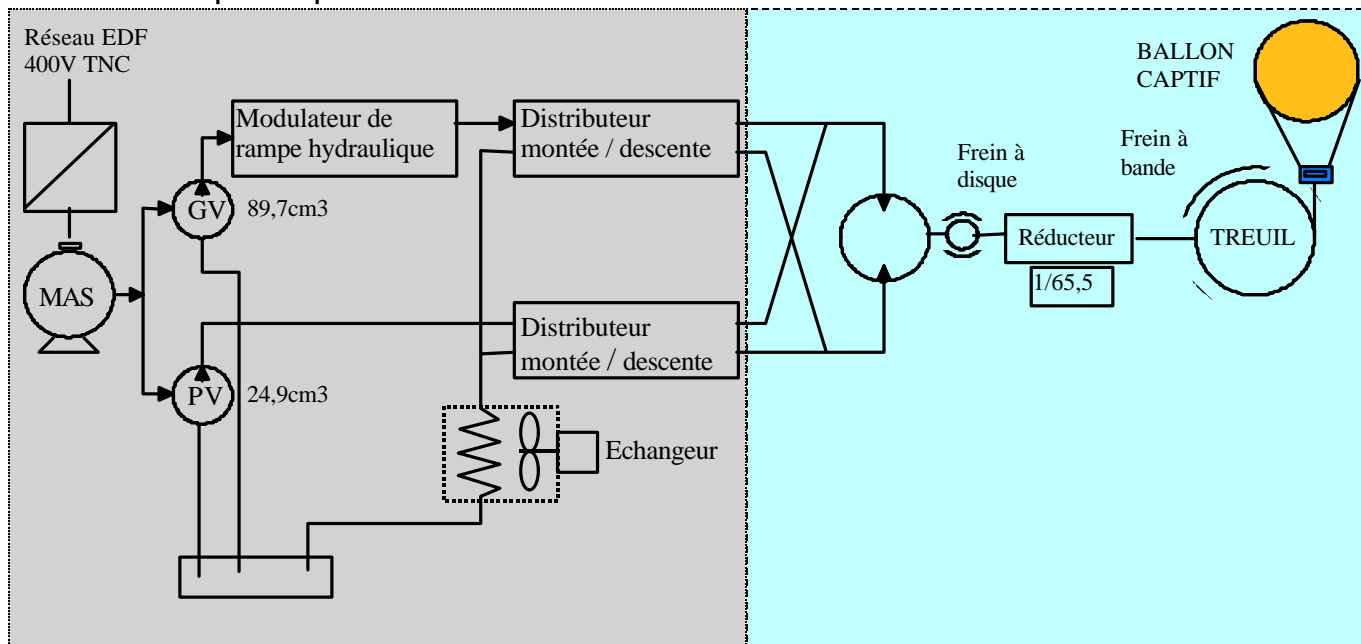 Réseau EDF
400V TNC
Modulateur de
rampe hydraulique
Distributeur
montée / descente
BALLON
CAPTIF
Frein à
disque
Frein à
bande
GV
89,7cm3
MAS
Réducteur
1/65,5
TREUIL
Distributeur
montée / descente
PV
24,9cm3
Echangeur